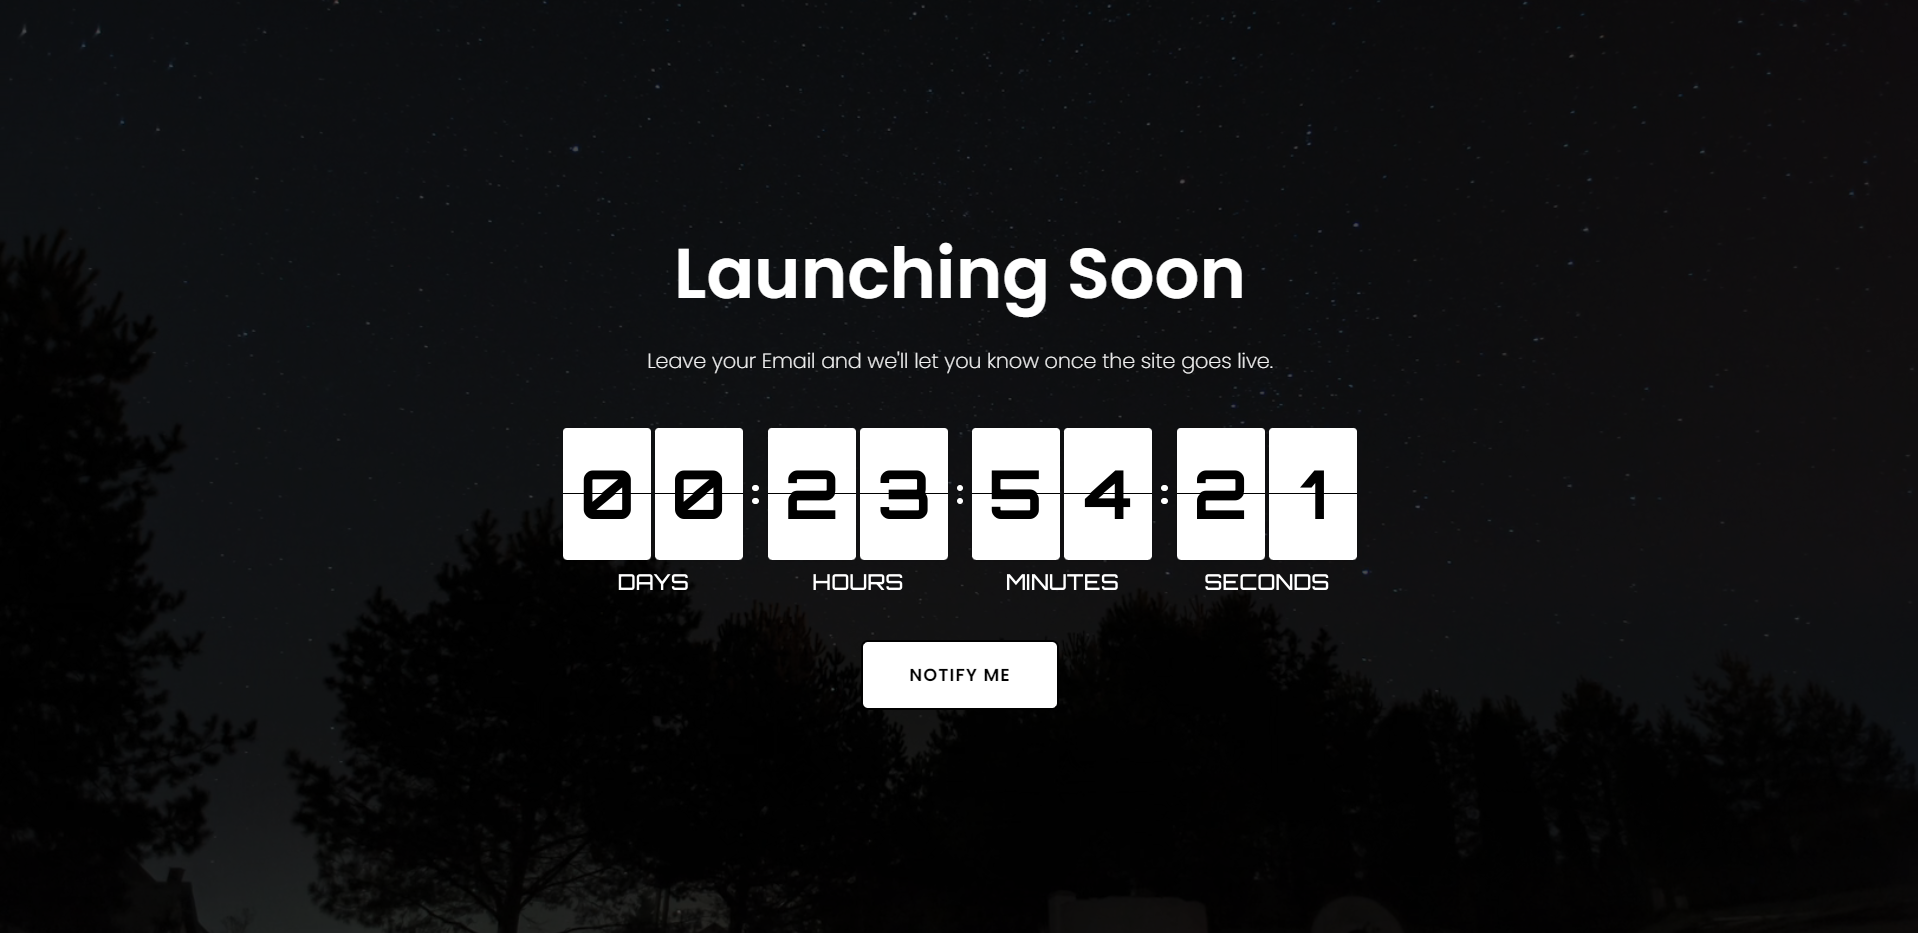 Launching Soon
Leave your Email and we'll let you know once the site goes live.
00 : 23 : 54 : 21
DAYS HOURS MINUTES SECONDS
NOTIFY ME